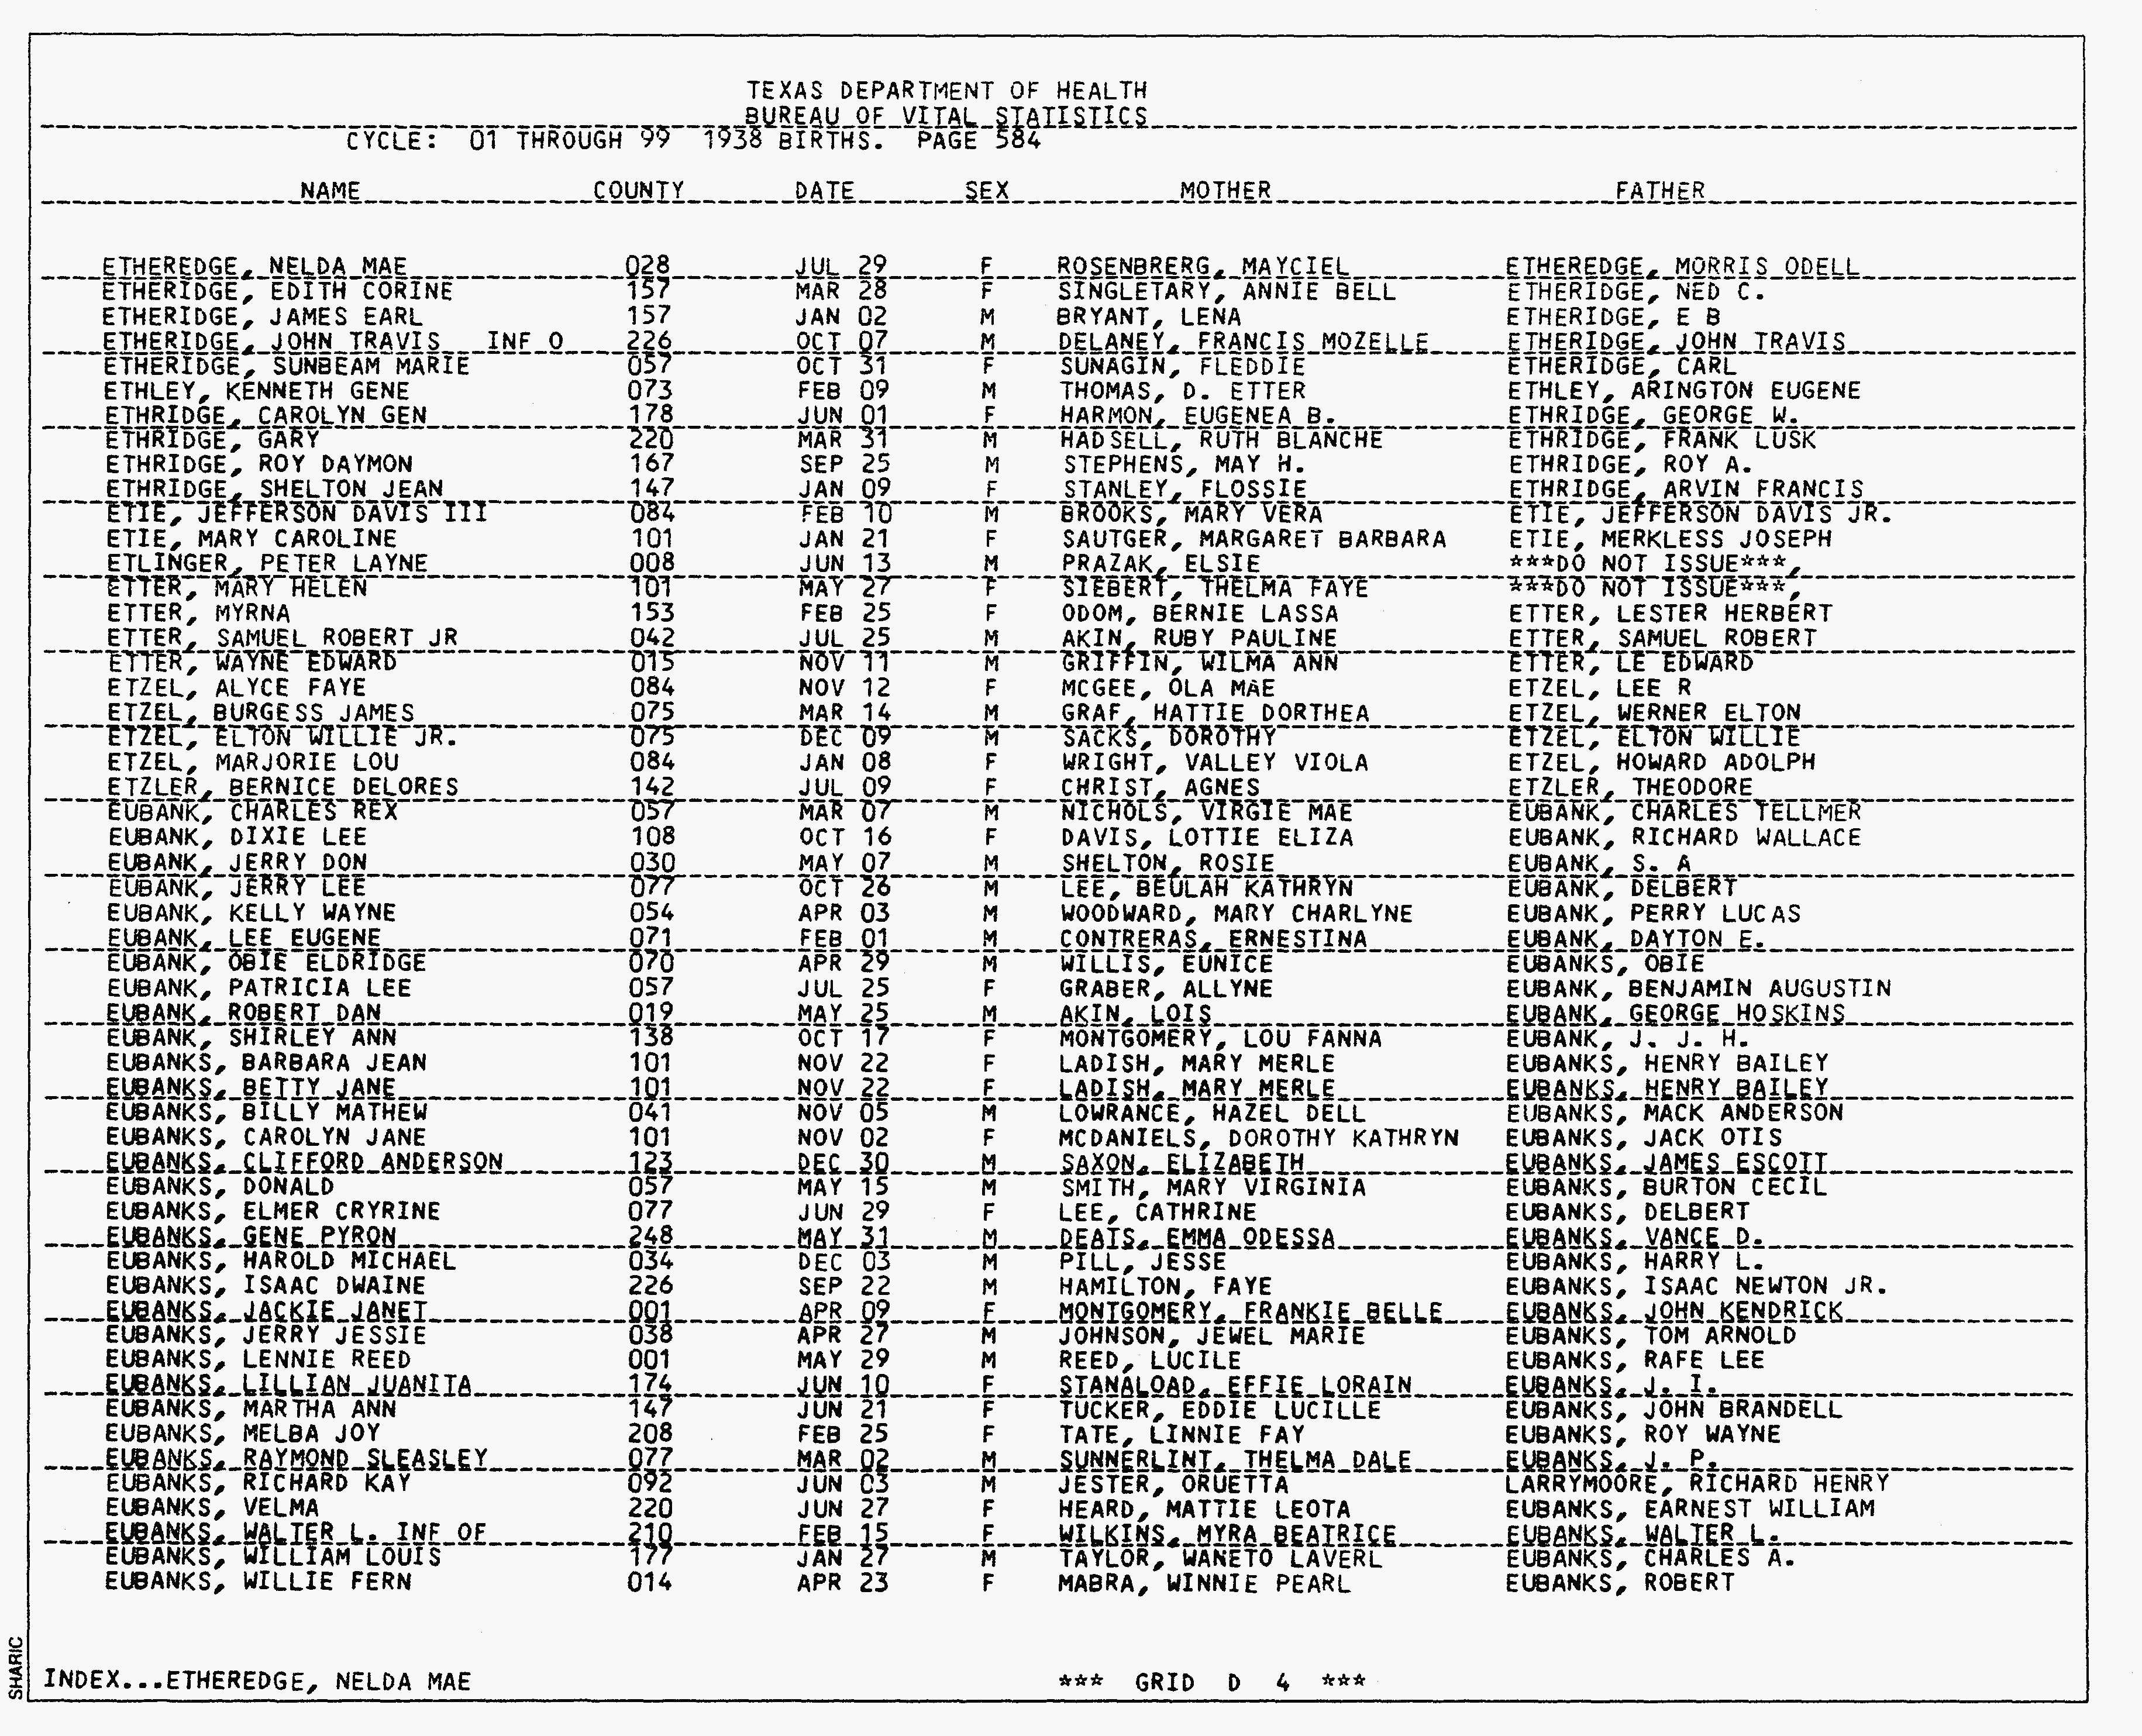 TEXAS DEPARTMENT OF HEALTH
BUREAU OF VITAL STATISTICS
CYCLE: 01 THROUGH 99 1938 BIRTHS. PAGE 584
NAME COUNTY DATE SEX MOTHER FATHER
ETHEREDGE, NELDA MAE 028 JUL 29 F ROSENBRERG, MAYCIEL ETHEREDGE, MORRIS ODELL
ETHERIDGE, EDITH CORINE 157 MAR 28 F SINGLETARY, ANNIE BELL ETHERIDGE, NED C.
ETHERIDGE, JAMES EARL 157 JAN 02 M BRYANT, LENA ETHERIDGE, E B
ETHERIDGE, JOHN TRAVIS INF O 226 OCT 07 M DELANEY, FRANCIS MOZELLE ETHERIDGE, JOHN TRAVIS
ETHERIDGE, SUNBEAM MARIE 057 OCT 31 F SUNAGIN, FLEDDIE ETHERIDGE, CARL
ETHLEY, KENNETH GENE 073 FEB 09 M THOMAS, D. ETTER ETHLEY, ARINGTON EUGENE
ETHRIDGE, CAROLYN GEN 178 JUN 01 F HARMON, EUGENEA B. ETHRIDGE, GEORGE W.
ETHRIDGE, GARY 220 MAR 31 M HADSELL, RUTH BLANCHE ETHRIDGE, FRANK LUSK
ETHRIDGE, ROY DAYMON 167 SEP 25 M STEPHENS, MAY H. ETHRIDGE, ROY A.
ETHRIDGE, SHELTON JEAN 147 JAN 09 F STANLEY, FLOSSIE ETHRIDGE, ARVIN FRANCIS
ETIE, JEFFERSON DAVIS III 084 FEB 10 M BROOKS, MARY VERA ETIE, JEFFERSON DAVIS JR.
ETIE, MARY CAROLINE 101 JAN 21 F SAUTGER, MARGARET BARBARA ETIE, MERKLESS JOSEPH
ETLINGER, PETER LAYNE 008 JUN 13 M PRAZAK, ELSIE ***DO NOT ISSUE***,
ETTER, MARY HELEN 101 MAY 27 F SIEBERT, THELMA FAYE ***DO NOT ISSUE***,
ETTER, MYRNA 153 FEB 25 F ODOM, BERNIE LASSA ETTER, LESTER HERBERT
ETTER, SAMUEL ROBERT JR 042 JUL 25 M AKIN, RUBY PAULINE ETTER, SAMUEL ROBERT
ETTER, WAYNE EDWARD 015 NOV 11 M GRIFFIN, WILMA ANN ETTER, LE EDWARD
ETZEL, ALYCE FAYE 084 NOV 12 F MCGEE, OLA MAE ETZEL, LEE R
ETZEL, BURGESS JAMES 075 MAR 14 M GRAF, HATTIE DORTHEA ETZEL, WERNER ELTON
ETZEL, ELTON WILLIE JR. 075 DEC 09 M SACKS, DOROTHY ETZEL, ELTON WILLIE
ETZEL, MARJORIE LOU 084 JAN 08 F WRIGHT, VALLEY VIOLA ETZEL, HOWARD ADOLPH
ETZLER, BERNICE DELORES 142 JUL 09 F CHRIST, AGNES ETZLER, THEODORE
EUBANK, CHARLES REX 057 MAR 07 M NICHOLS, VIRGIE MAE EUBANK, CHARLES TELLMER
EUBANK, DIXIE LEE 108 OCT 16 F DAVIS, LOTTIE ELIZA EUBANK, RICHARD WALLACE
EUBANK, JERRY DON 030 MAY 07 M SHELTON, ROSIE EUBANK, S. A
EUBANK, JERRY LEE 077 OCT 26 M LEE, BEULAH KATHRYN EUBANK, DELBERT
EUBANK, KELLY WAYNE 054 APR 03 M WOODWARD, MARY CHARLYNE EUBANK, PERRY LUCAS
EUBANK, LEE EUGENE 071 FEB 01 M CONTRERAS, ERNESTINA EUBANK, DAYTON E.
EUBANK, OBIE ELDRIDGE 070 APR 29 M WILLIS, EUNICE EUBANKS, OBIE
EUBANK, PATRICIA LEE 057 JUL 25 F GRABER, ALLYNE EUBANK, BENJAMIN AUGUSTIN
EUBANK, ROBERT DAN 019 MAY 25 M AKIN, LOIS EUBANK, GEORGE HOSKINS
EUBANK, SHIRLEY ANN 138 OCT 17 F MONTGOMERY, LOU FANNA EUBANK, J. J. H.
EUBANKS, BARBARA JEAN 101 NOV 22 F LADISH, MARY MERLE EUBANKS, HENRY BAILEY
EUBANKS, BETTY JANE 101 NOV 22 F LADISH, MARY MERLE EUBANKS, HENRY BAILEY
EUBANKS, BILLY MATHEW 041 NOV 05 M LOWRANCE, HAZEL DELL EUBANKS, MACK ANDERSON
EUBANKS, CAROLYN JANE 101 NOV 02 F MCDANIELS, DOROTHY KATHRYN EUBANKS, JACK OTIS
EUBANKS, CLIFFORD ANDERSON 123 DEC 30 M SAXON, ELIZABETH EUBANKS, JAMES ESCOTT
EUBANKS, DONALD 057 MAY 15 M SMITH, MARY VIRGINIA EUBANKS, BURTON CECIL
EUBANKS, ELMER CRYRINE 077 JUN 29 F LEE, CATHRINE EUBANKS, DELBERT
EUBANKS, GENE PYRON 248 MAY 31 M DEATS, EMMA ODESSA EUBANKS, VANCE D.
EUBANKS, HAROLD MICHAEL 034 DEC 03 M PILL, JESSE EUBANKS, HARRY L.
EUBANKS, ISAAC DWAINE 226 SEP 22 M HAMILTON, FAYE EUBANKS, ISAAC NEWTON JR.
EUBANKS, JACKIE JANET 001 APR 09 F MONTGOMERY, FRANKIE BELLE EUBANKS, JOHN KENDRICK
EUBANKS, JERRY JESSIE 038 APR 27 M JOHNSON, JEWEL MARIE EUBANKS, TOM ARNOLD
EUBANKS, LENNIE REED 001 MAY 29 M REED, LUCILE EUBANKS, RAFE LEE
EUBANKS, LILLIAN JUANITA 174 JUN 10 F STANALOAD, EFFIE LORAIN EUBANKS, J. I.
EUBANKS, MARTHA ANN 147 JUN 21 F TUCKER, EDDIE LUCILLE EUBANKS, JOHN BRANDELL
EUBANKS, MELBA JOY 208 FEB 25 F TATE, LINNIE FAY EUBANKS, ROY WAYNE
EUBANKS, RAYMOND SLEASLEY 077 MAR 02 M SUNNERLINT, THELMA DALE EUBANKS, J. P.
EUBANKS, RICHARD KAY 092 JUN 03 M JESTER, ORUETTA LARRYMOORE, RICHARD HENRY
EUBANKS, VELMA 220 JUN 27 F HEARD, MATTIE LEOTA EUBANKS, EARNEST WILLIAM
EUBANKS, WALTER L. INF OF 210 FEB 15 F WILKINS, MYRA BEATRICE EUBANKS, WALTER L.
EUBANKS, WILLIAM LOUIS 177 JAN 27 M TAYLOR, WANETO LAVERL EUBANKS, CHARLES A.
EUBANKS, WILLIE FERN 014 APR 23 F MABRA, WINNIE PEARL EUBANKS, ROBERT
SHARIC
INDEX...ETHEREDGE, NELDA MAE *** GRID D 4 ***